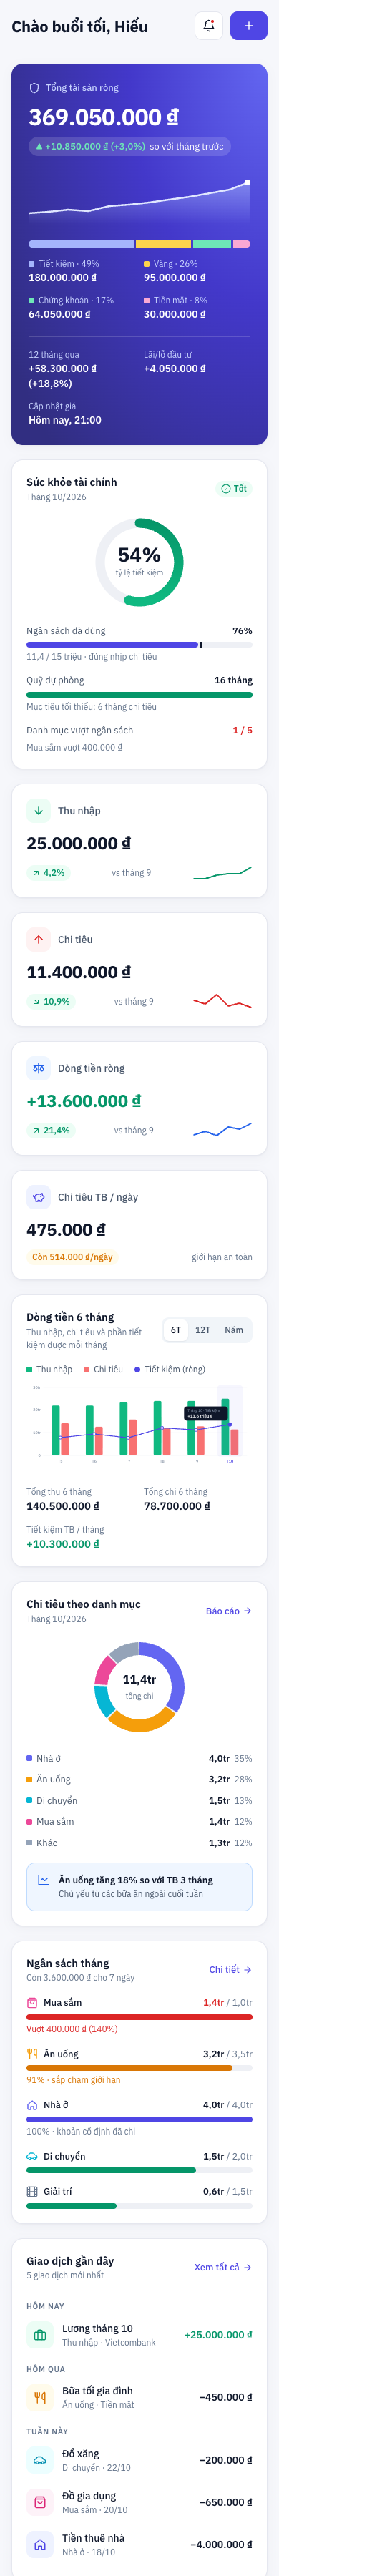 Chào buổi tối, Hiếu
Tổng tài sản ròng
369.050.000 ₫
▲ +10.850.000 ₫ (+3,0%) so với tháng trước
Tiết kiệm · 49%
180.000.000 ₫
Vàng · 26%
95.000.000 ₫
Chứng khoán · 17%
64.050.000 ₫
Tiền mặt · 8%
30.000.000 ₫
12 tháng qua
+58.300.000 ₫
(+18,8%)
Lãi/lỗ đầu tư
+4.050.000 ₫
Cập nhật giá
Hôm nay, 21:00
Sức khỏe tài chính
Tháng 10/2026
Tốt
54%
tỷ lệ tiết kiệm
Ngân sách đã dùng 76%
11,4 / 15 triệu · đúng nhịp chi tiêu
Quỹ dự phòng 16 tháng
Mục tiêu tối thiểu: 6 tháng chi tiêu
Danh mục vượt ngân sách 1 / 5
Mua sắm vượt 400.000 ₫
Thu nhập
25.000.000 ₫
4,2% vs tháng 9
Chi tiêu
11.400.000 ₫
10,9% vs tháng 9
Dòng tiền ròng
+13.600.000 ₫
21,4% vs tháng 9
Chi tiêu TB / ngày
475.000 ₫
Còn 514.000 ₫/ngày giới hạn an toàn
Dòng tiền 6 tháng
Thu nhập, chi tiêu và phần tiết
kiệm được mỗi tháng
6T 12T Năm
Thu nhập Chi tiêu Tiết kiệm (ròng)
+13,6 triệu ₫
0
T5 T6 T7 T8 T9 T10
Tổng thu 6 tháng
140.500.000 ₫
Tổng chi 6 tháng
78.700.000 ₫
Tiết kiệm TB / tháng
+10.300.000 ₫
Chi tiêu theo danh mục
Tháng 10/2026
Báo cáo →
11,4tr
tổng chi
Nhà ở 4,0tr 35%
Ăn uống 3,2tr 28%
Di chuyển 1,5tr 13%
Mua sắm 1,4tr 12%
Khác 1,3tr 12%
Ăn uống tăng 18% so với TB 3 tháng
Chủ yếu từ các bữa ăn ngoài cuối tuần
Ngân sách tháng
Còn 3.600.000 ₫ cho 7 ngày
Chi tiết →
Mua sắm 1,4tr / 1,0tr
Vượt 400.000 ₫ (140%)
Ăn uống 3,2tr / 3,5tr
91% · sắp chạm giới hạn
Nhà ở 4,0tr / 4,0tr
100% · khoản cố định đã chi
Di chuyển 1,5tr / 2,0tr
Giải trí 0,6tr / 1,5tr
Giao dịch gần đây
5 giao dịch mới nhất
Xem tất cả →
HÔM NAY
Lương tháng 10
Thu nhập · Vietcombank
+25.000.000 ₫
HÔM QUA
Bữa tối gia đình
Ăn uống · Tiền mặt
−450.000 ₫
TUẦN NÀY
Đổ xăng
Di chuyển · 22/10
−200.000 ₫
Đồ gia dụng
Mua sắm · 20/10
−650.000 ₫
Tiền thuê nhà
Nhà ở · 18/10
−4.000.000 ₫